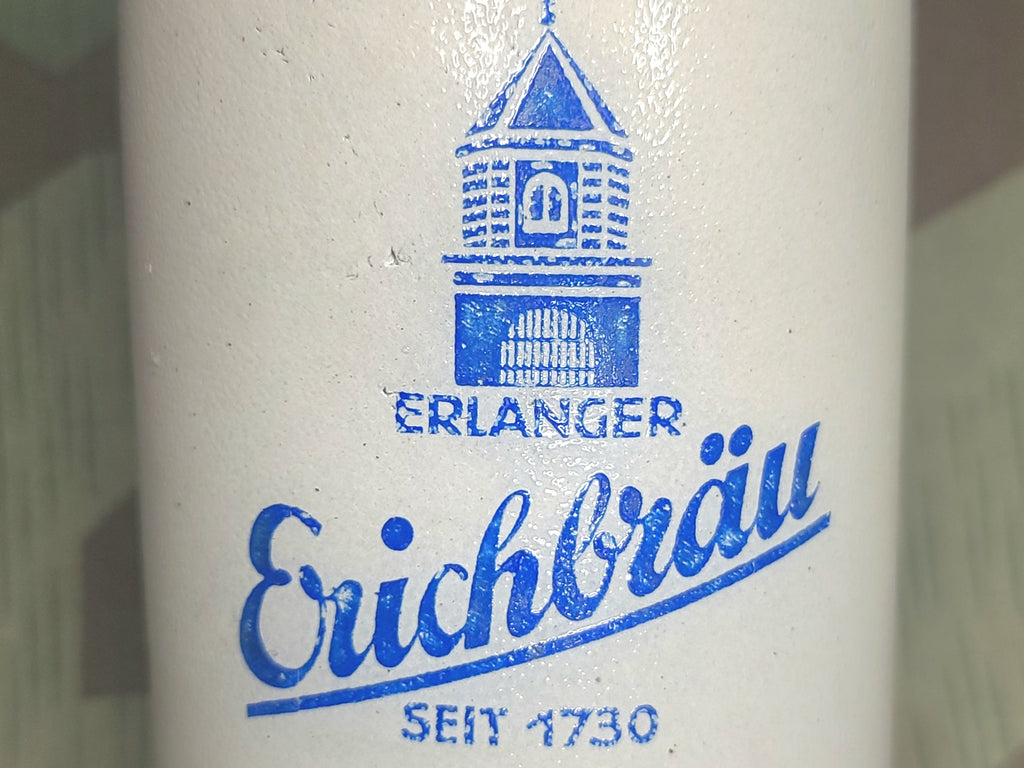 ERLANGER
Erichbräu
SEIT 1730